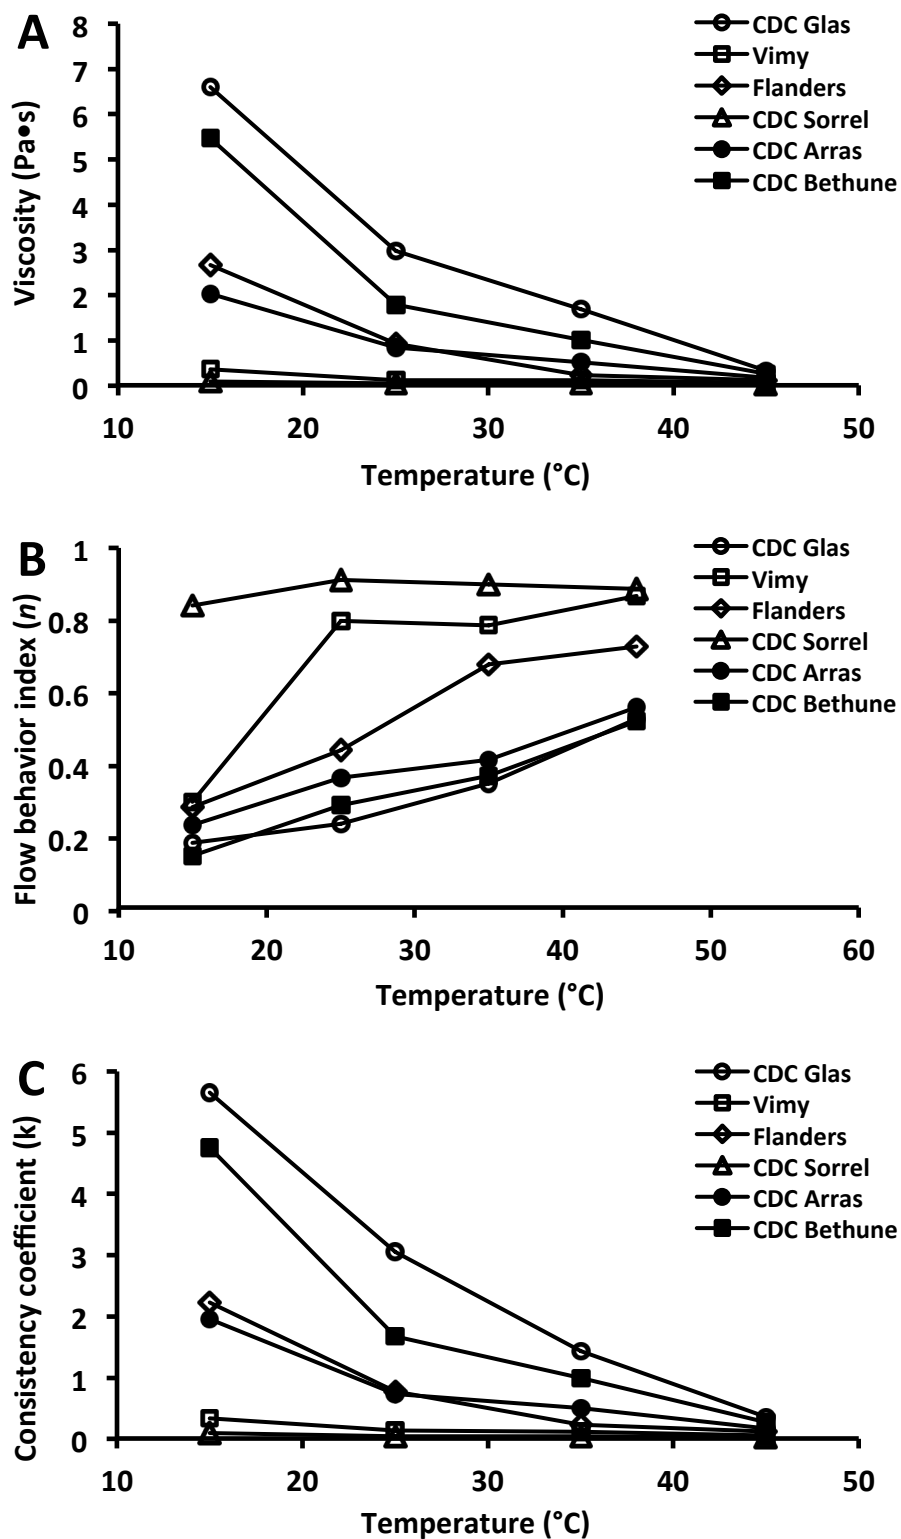 A
8
7
6
5
4
3
2
1
0
Viscosity (Pa•s)
10 20 30 40 50
Temperature (°C)
CDC Glas
Vimy
Flanders
CDC Sorrel
CDC Arras
CDC Bethune
B
1
0.8
0.6
0.4
0.2
0
Flow behavior index (n)
10 20 30 40 50 60
Temperature (°C)
CDC Glas
Vimy
Flanders
CDC Sorrel
CDC Arras
CDC Bethune
C
6
5
4
3
2
1
0
Consistency coefficient (k)
10 20 30 40 50
Temperature (°C)
CDC Glas
Vimy
Flanders
CDC Sorrel
CDC Arras
CDC Bethune